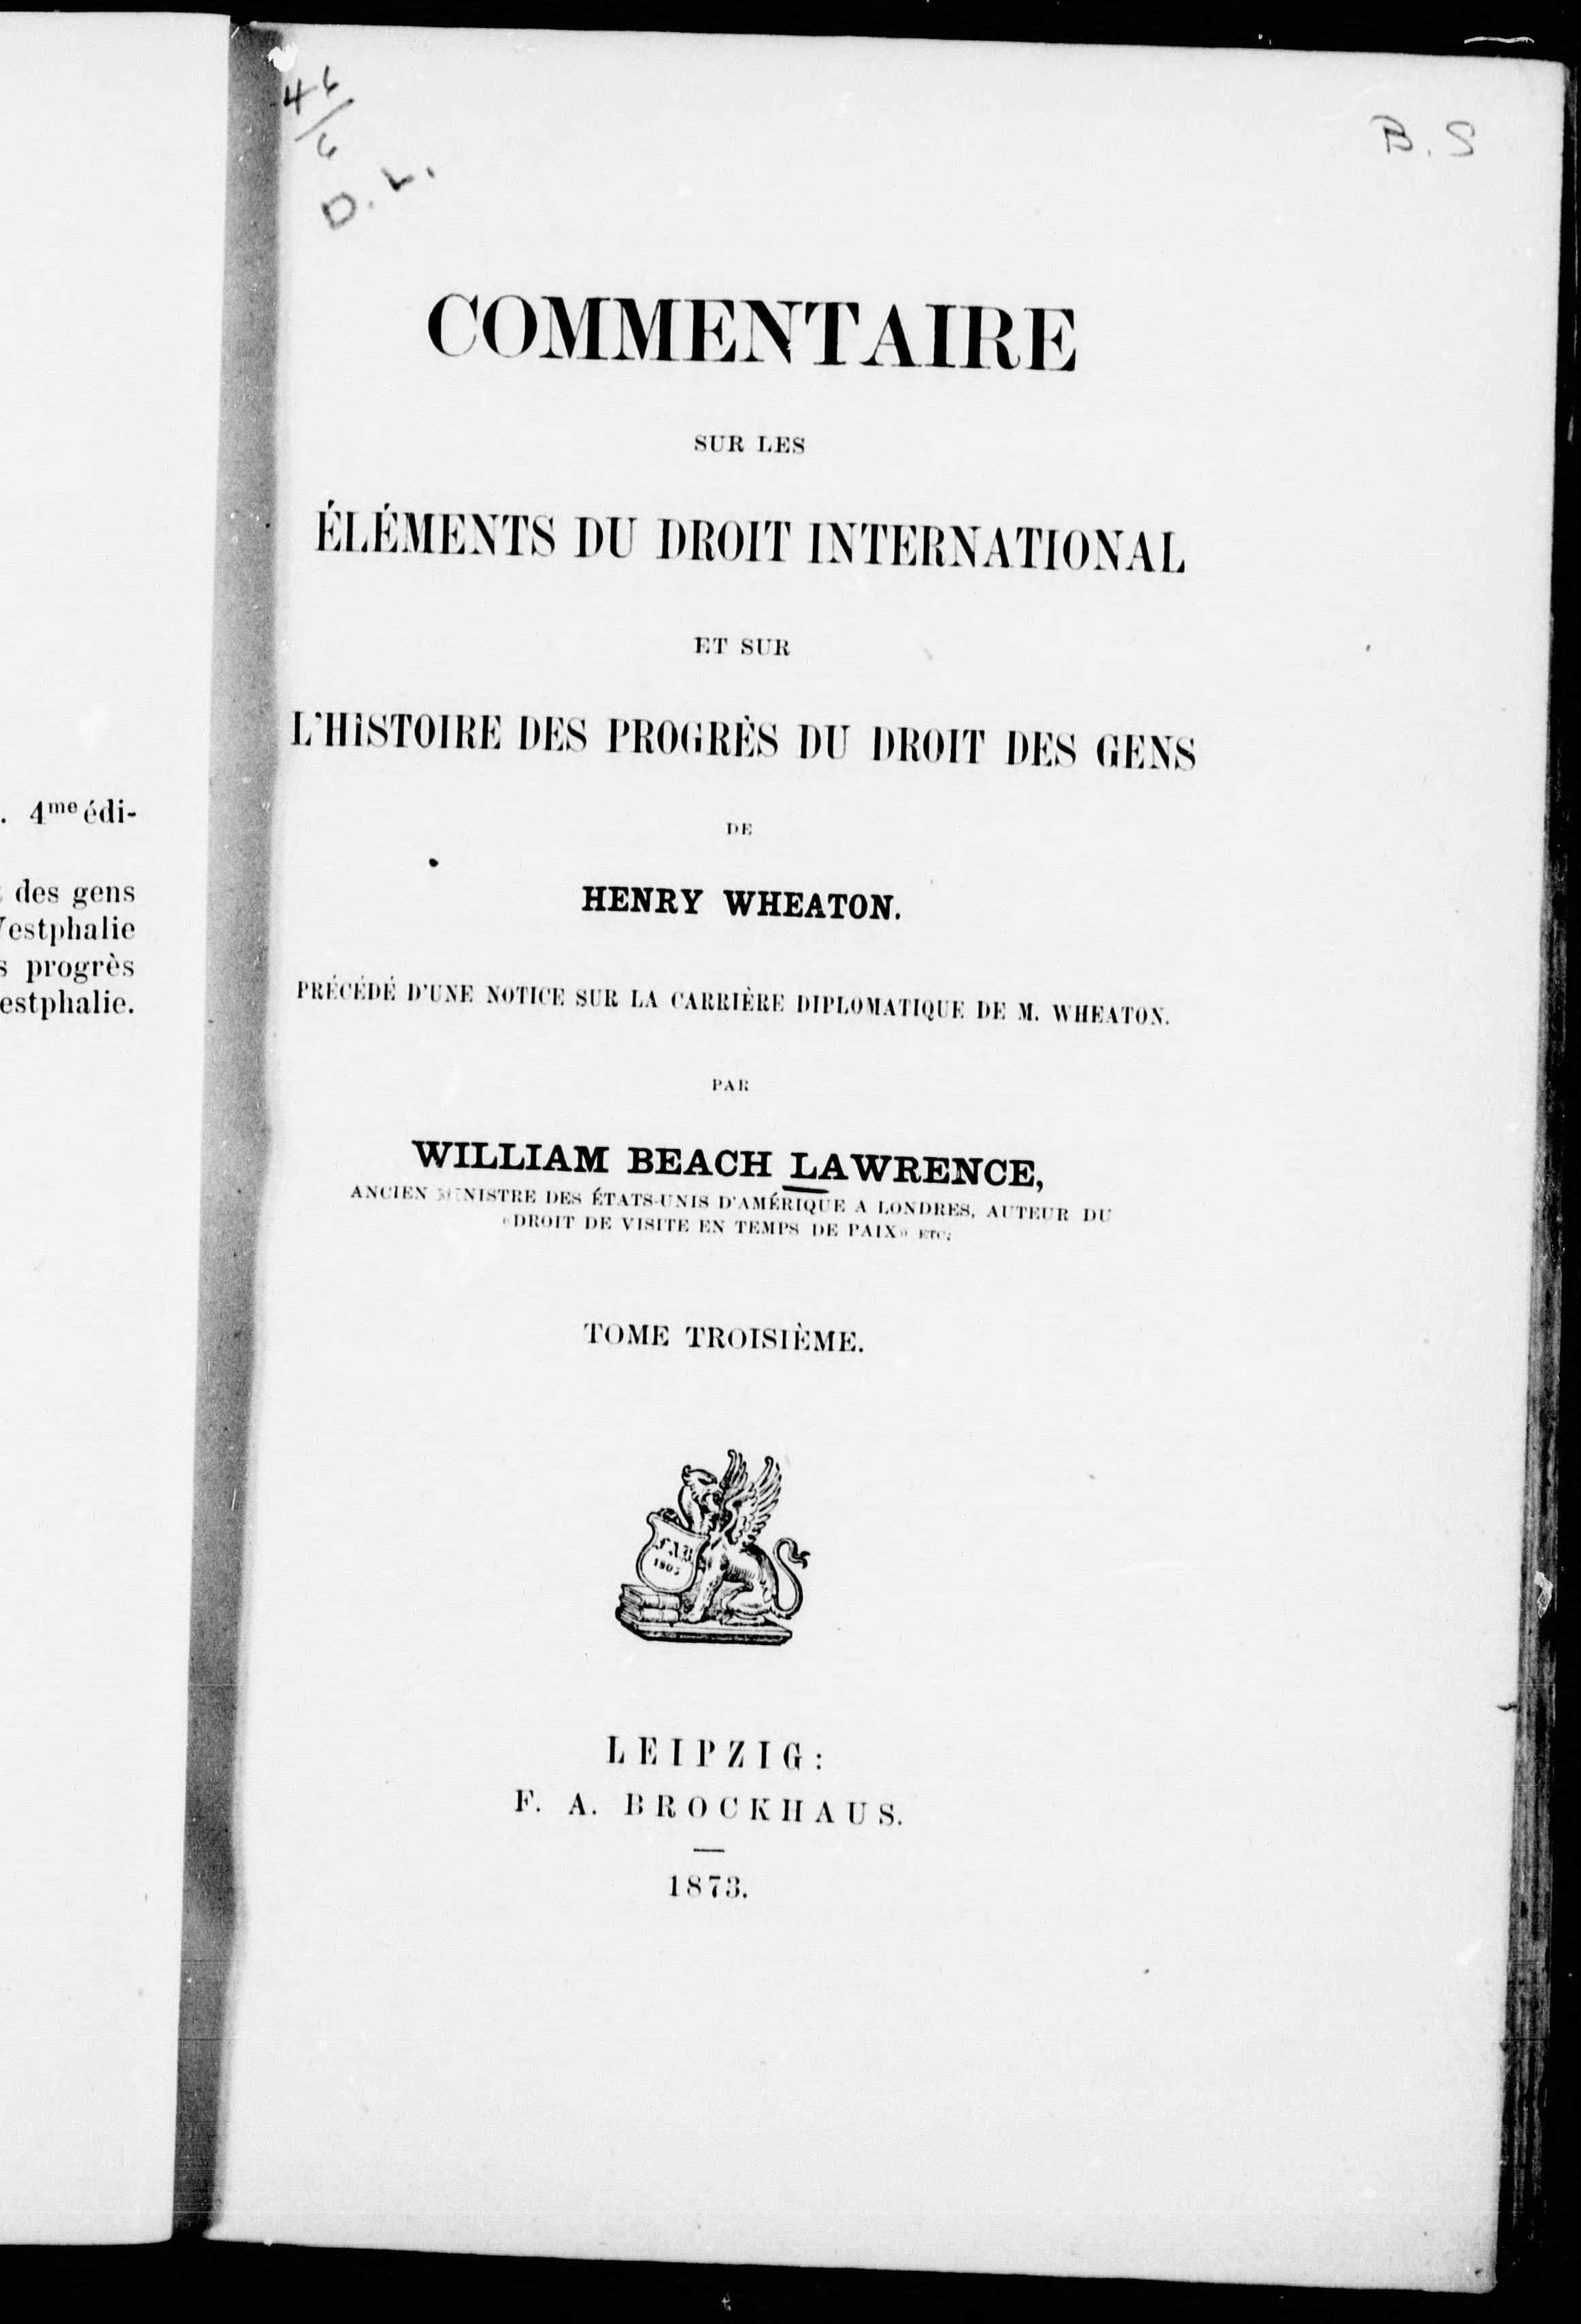 . 4me édi-
des gens
estphalie
s progrès
estphalie.
B. S
D. L.
COMMENTAIRE
SUR LES
ÉLÉMENTS DU DROIT INTERNATIONAL
ET SUR
L'HISTOIRE DES PROGRÈS DU DROIT DES GENS
DE
HENRY WHEATON.
PRÉCÉDÉ D'UNE NOTICE SUR LA CARRIÈRE DIPLOMATIQUE DE M. WHEATON.
PAR
WILLIAM BEACH LAWRENCE,
ANCIEN MINISTRE DES ÉTATS-UNIS D'AMÉRIQUE A LONDRES, AUTEUR DU
«DROIT DE VISITE EN TEMPS DE PAIX» ETC.
TOME TROISIÈME.
F.A.B.
1805
LEIPZIG:
F. A. BROCKHAUS.
1873.